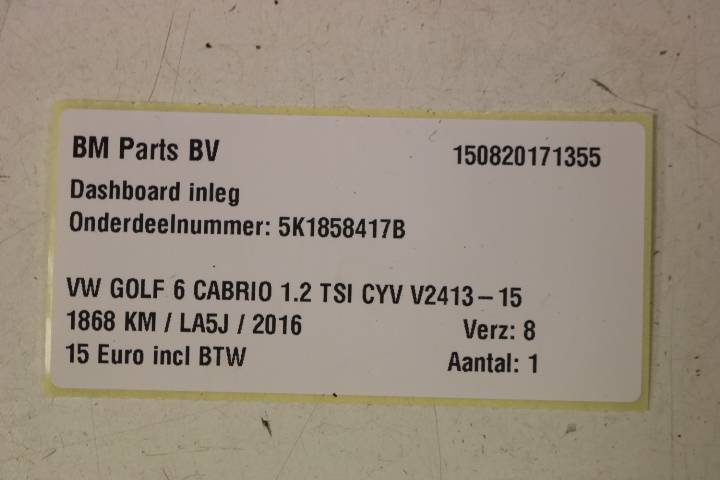 BM Parts BV 150820171355
Dashboard inleg
Onderdeelnummer: 5K1858417B
VW GOLF 6 CABRIO 1.2 TSI CYV V2413-15
1868 KM / LA5J / 2016 Verz: 8
15 Euro incl BTW Aantal: 1